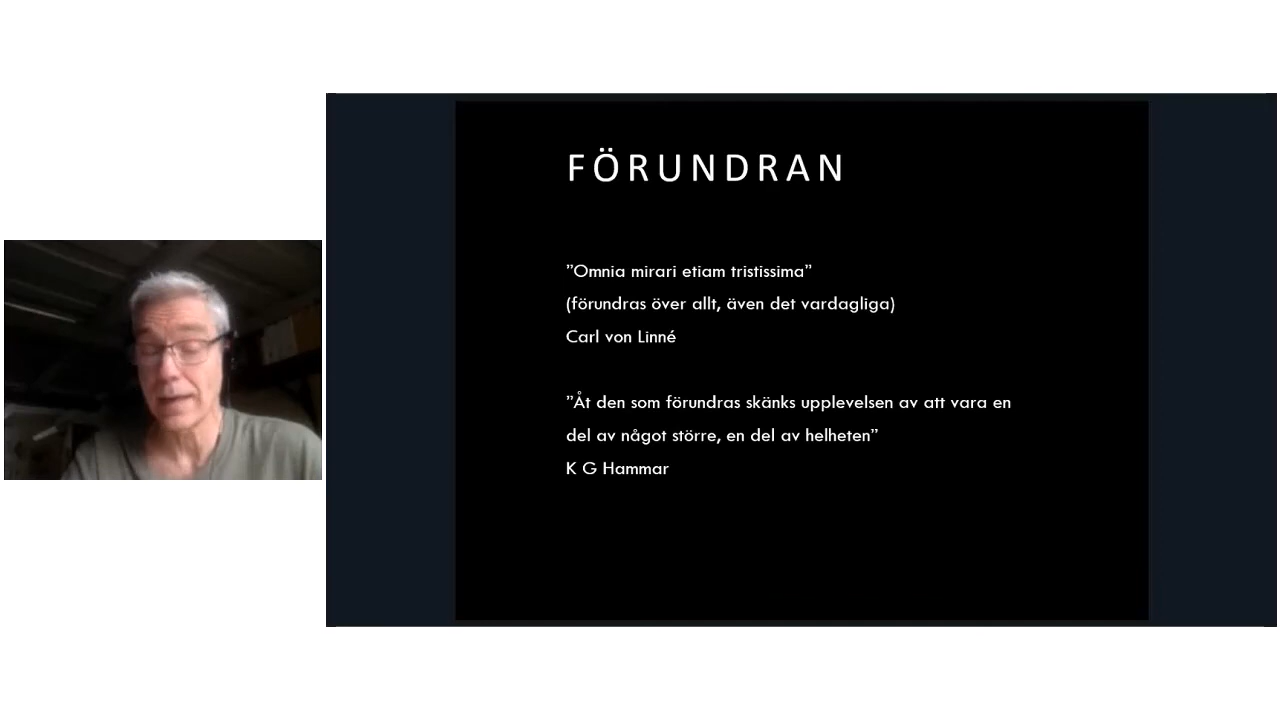 FÖRUNDRAN
”Omnia mirari etiam tristissima”
(förundras över allt, även det vardagliga)
Carl von Linné
”Åt den som förundras skänks upplevelsen av att vara en
del av något större, en del av helheten”
K G Hammar